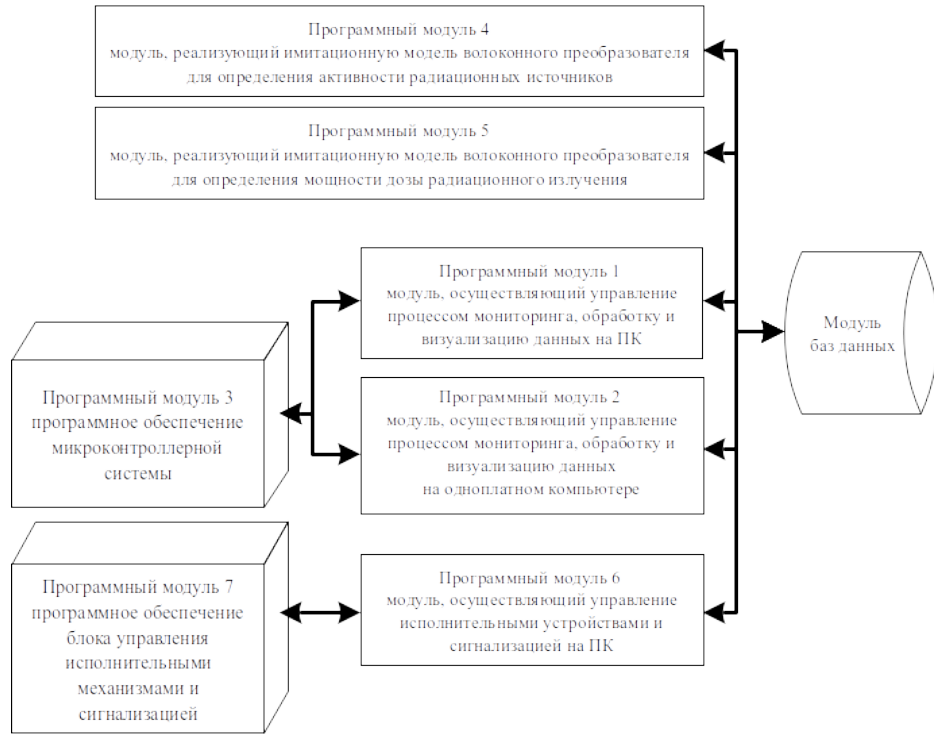 Программный модуль 4
модуль, реализующий имитационную модель волоконного преобразователя
для определения активности радиационных источников
Программный модуль 5
модуль, реализующий имитационную модель волоконного преобразователя
для определения мощности дозы радиационного излучения
Программный модуль 1
модуль, осуществляющий управление
процессом мониторинга, обработку и
визуализацию данных на ПК
Модуль
баз данных
Программный модуль 3
программное обеспечение
микроконтроллерной
системы
Программный модуль 2
модуль, осуществляющий управление
процессом мониторинга, обработку и
визуализацию данных
на одноплатном компьютере
Программный модуль 7
программное обеспечение
блока управления
исполнительными
механизмами и
сигнализацией
Программный модуль 6
модуль, осуществляющий управление
исполнительными устройствами и
сигнализацией на ПК